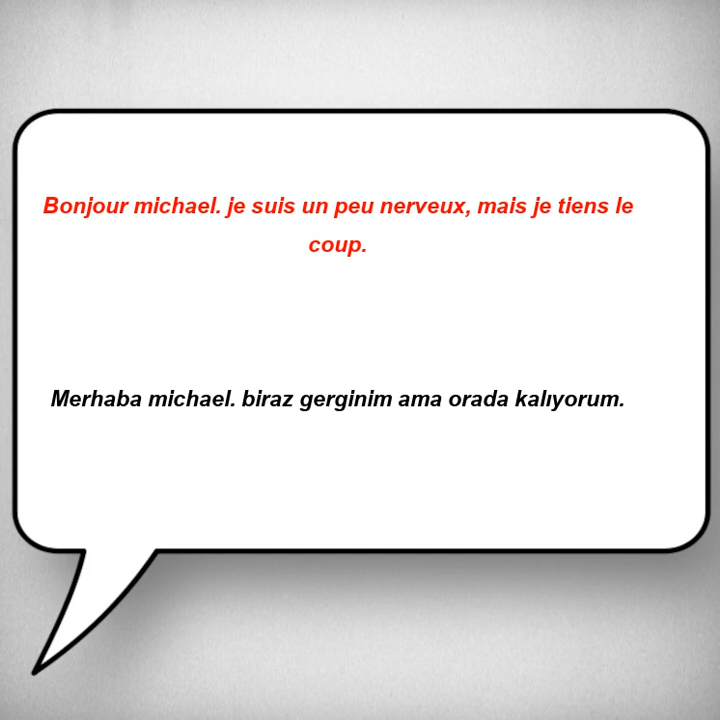 Bonjour michael. je suis un peu nerveux, mais je tiens le
coup.
Merhaba michael. biraz gerginim ama orada kalıyorum.